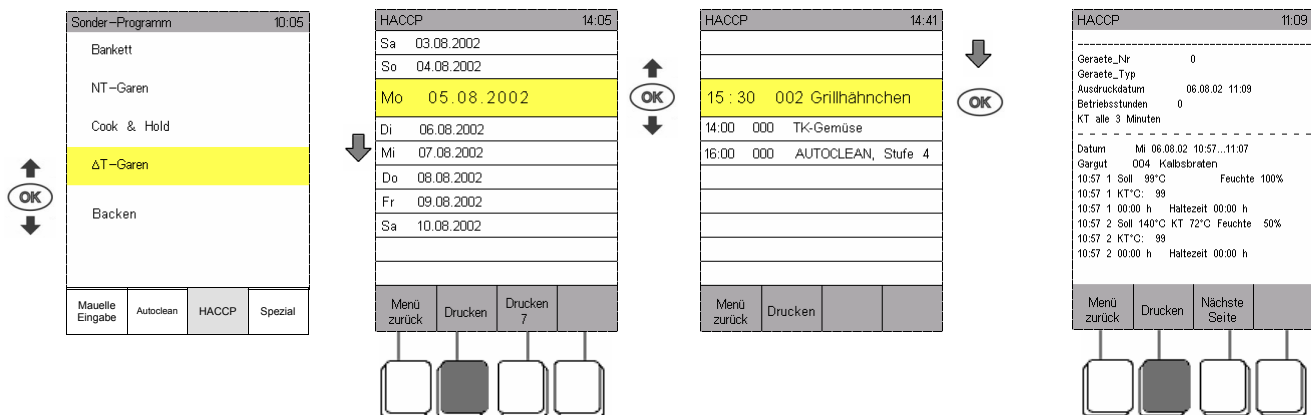 Sonder-Programm 10:05
Bankett
NT-Garen
Cook & Hold
ΔT-Garen
Backen
OK
Mauelle Eingabe
Autoclean
HACCP
Spezial
HACCP 14:05
Sa 03.08.2002
So 04.08.2002
Mo 05.08.2002
Di 06.08.2002
Mi 07.08.2002
Do 08.08.2002
Fr 09.08.2002
Sa 10.08.2002
OK
Menü zurück
Drucken
Drucken 7
HACCP 14:41
15:30 002 Grillhähnchen
14:00 000 TK-Gemüse
16:00 000 AUTOCLEAN, Stufe 4
OK
Menü zurück
Drucken
HACCP 11:09
Geraete_Nr 0
Geraete_Typ
Ausdruckdatum 06.08.02 11:09
Betriebsstunden 0
KT alle 3 Minuten
Datum Mi 06.08.02 10:57...11:07
Gargut 004 Kalbsbraten
10:57 1 Soll 99°C Feuchte 100%
10:57 1 KT°C: 99
10:57 1 00:00 h Haltezeit 00:00 h
10:57 2 Soll 140°C KT 72°C Feuchte 50%
10:57 2 KT°C: 99
10:57 2 00:00 h Haltezeit 00:00 h
Menü zurück
Drucken
Nächste Seite